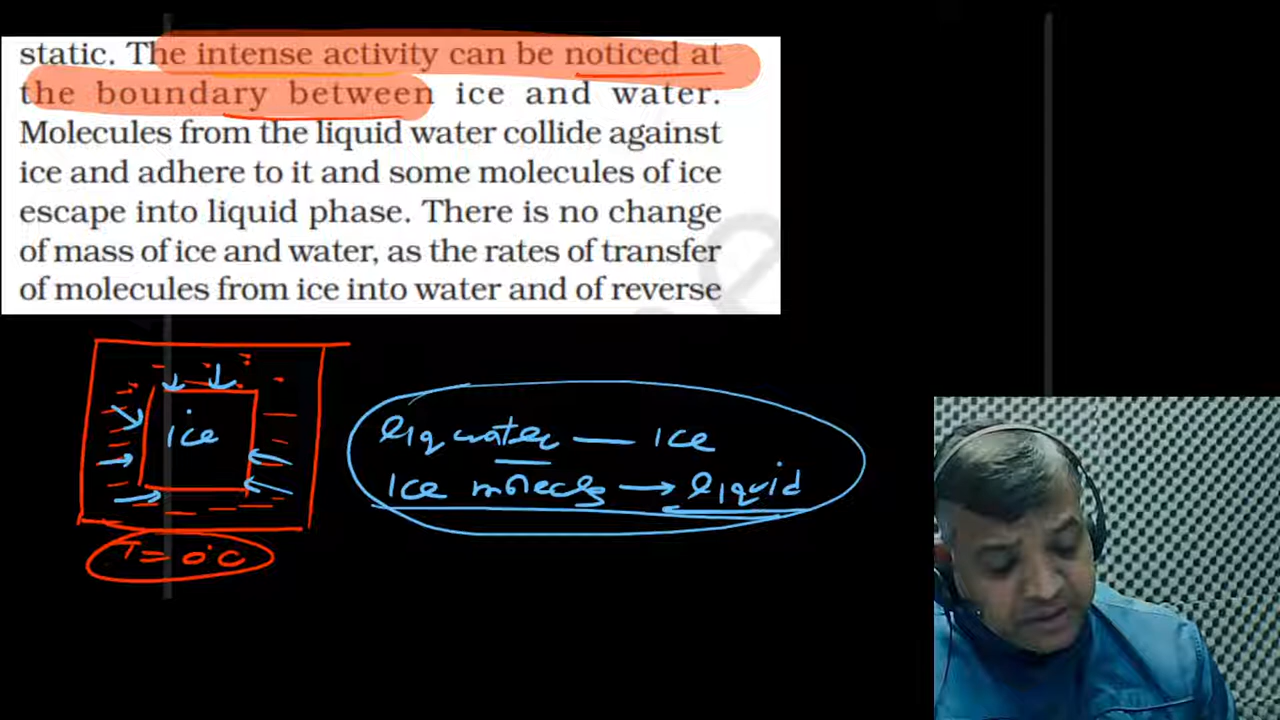 static. The intense activity can be noticed at
the boundary between ice and water.
Molecules from the liquid water collide against
ice and adhere to it and some molecules of ice
escape into liquid phase. There is no change
of mass of ice and water, as the rates of transfer
of molecules from ice into water and of reverse
ice
liq water — ice
Ice molecls → liquid
T = 0°C